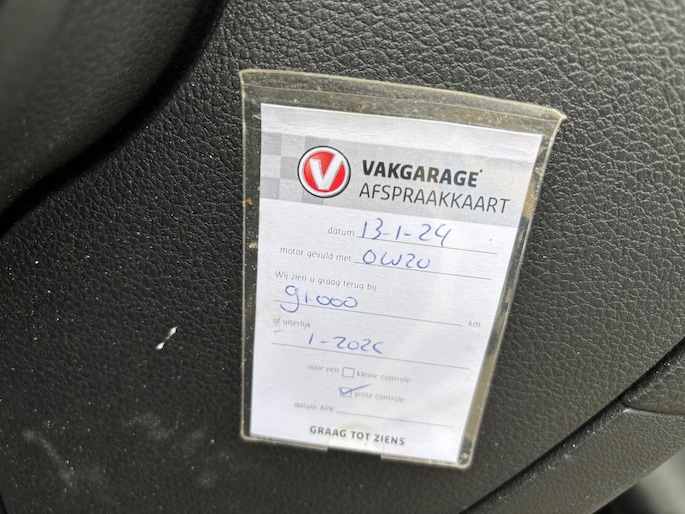 V VAKGARAGE
AFSPRAAKKAART
datum 13-1-24
motor gevuld met 0W20
Wij zien u graag terug bij
91.000 km
of uiterlijk
1-2026
voor een kleine controle
grote controle
datum APK
GRAAG TOT ZIENS